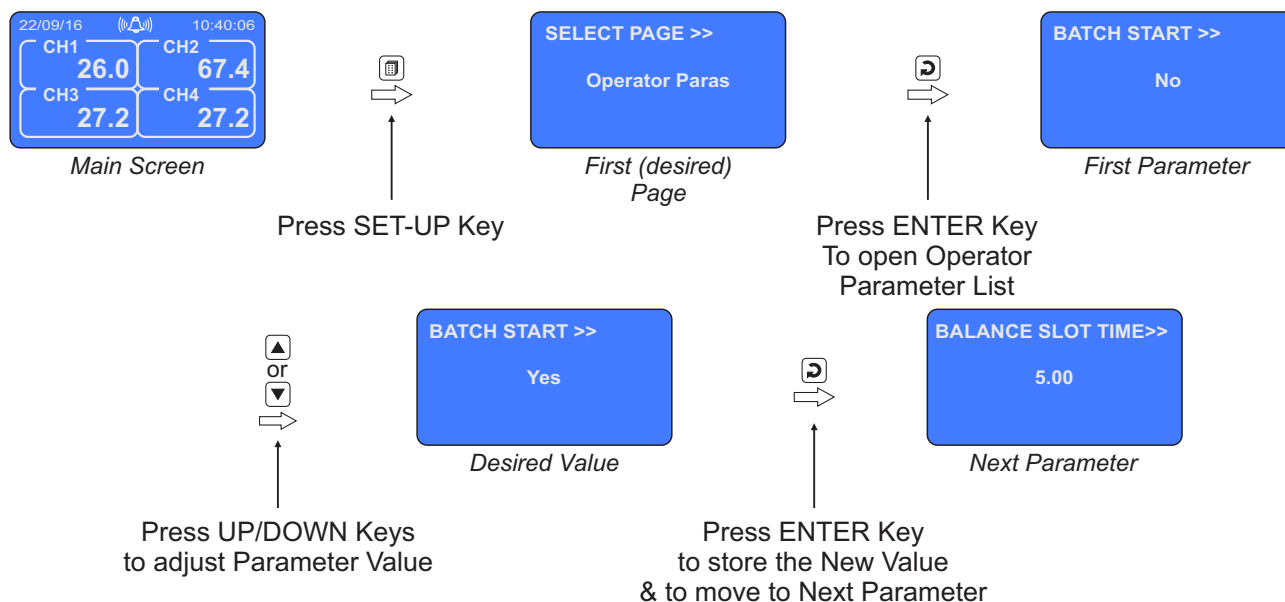 22/09/16 10:40:06
CH1 CH2
26.0 67.4
CH3 CH4
27.2 27.2
Main Screen
Press SET-UP Key
SELECT PAGE >>
Operator Paras
First (desired)
Page
Press ENTER Key
To open Operator
Parameter List
BATCH START >>
No
First Parameter
or
Press UP/DOWN Keys
to adjust Parameter Value
BATCH START >>
Yes
Desired Value
Press ENTER Key
to store the New Value
& to move to Next Parameter
BALANCE SLOT TIME>>
5.00
Next Parameter